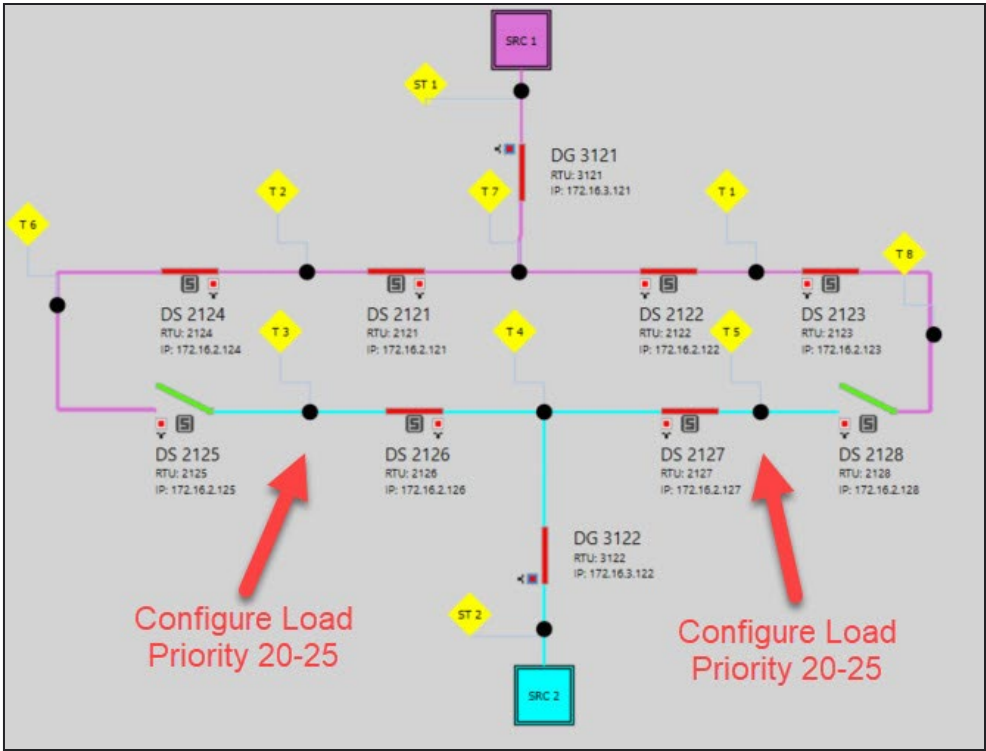 SRC 1
ST 1
DG 3121
RTU: 3121
IP: 172.16.3.121
T 2
T 7
T 1
T 6
T 8
DS 2124
RTU: 2124
IP: 172.16.2.124
DS 2121
RTU: 2121
IP: 172.16.2.121
DS 2122
RTU: 2122
IP: 172.16.2.122
DS 2123
RTU: 2123
IP: 172.16.2.123
T 3
T 4
T 5
DS 2125
RTU: 2125
IP: 172.16.2.125
DS 2126
RTU: 2126
IP: 172.16.2.126
DS 2127
RTU: 2127
IP: 172.16.2.127
DS 2128
RTU: 2128
IP: 172.16.2.128
DG 3122
RTU: 3122
IP: 172.16.3.122
Configure Load
Priority 20-25
ST 2
Configure Load
Priority 20-25
SRC 2